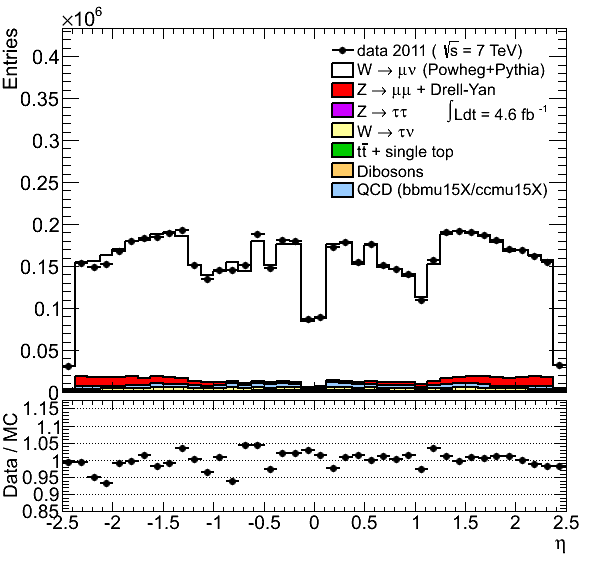 ×10⁶
Entries
0.4
0.35
0.3
0.25
0.2
0.15
0.1
0.05
0
data 2011 ( √s = 7 TeV)
W → μν (Powheg+Pythia)
Z → μμ + Drell-Yan
Z → ττ
∫Ldt = 4.6 fb⁻¹
W → τν
tt̅ + single top
Dibosons
QCD (bbmu15X/ccmu15X)
Data / MC
1.15
1.1
1.05
1
0.95
0.9
0.85
-2.5 -2 -1.5 -1 -0.5 0 0.5 1 1.5 2 2.5
η